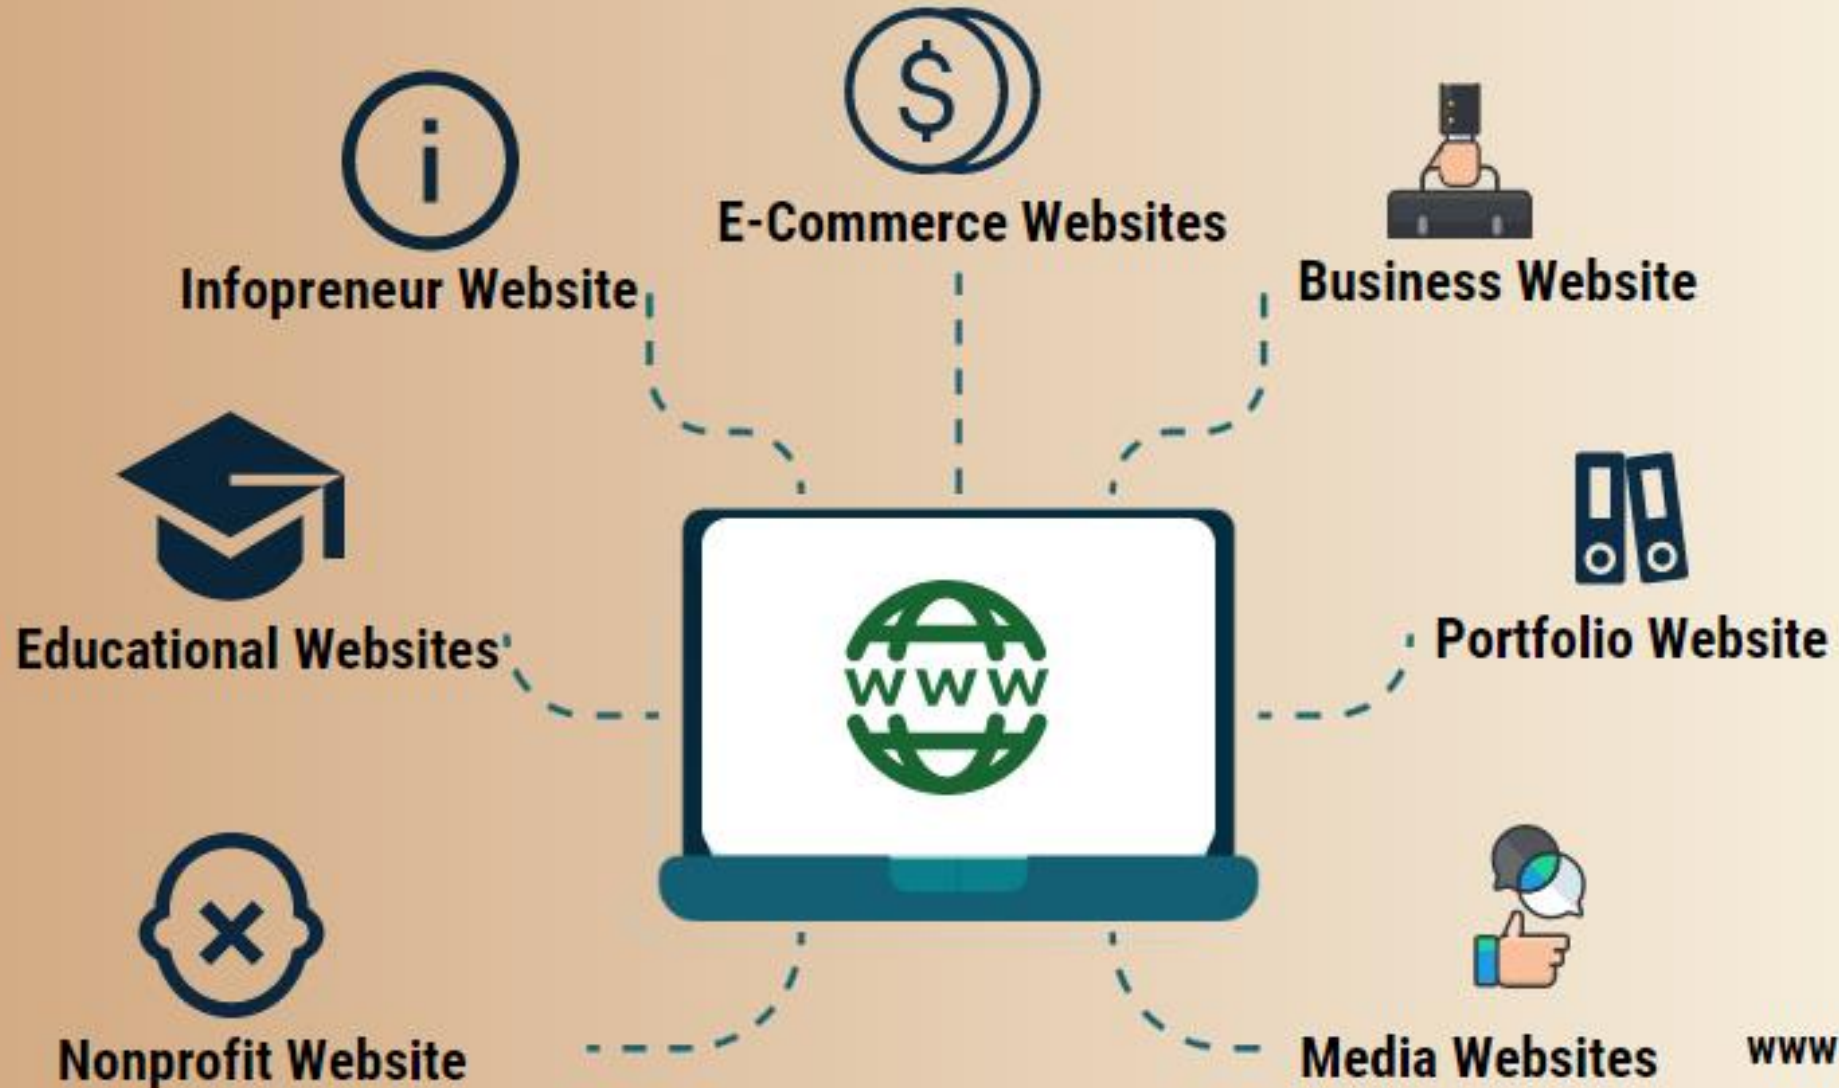 $
E-Commerce Websites
i
Infopreneur Website
Business Website
Educational Websites
Portfolio Website
www
Nonprofit Website
Media Websites
www